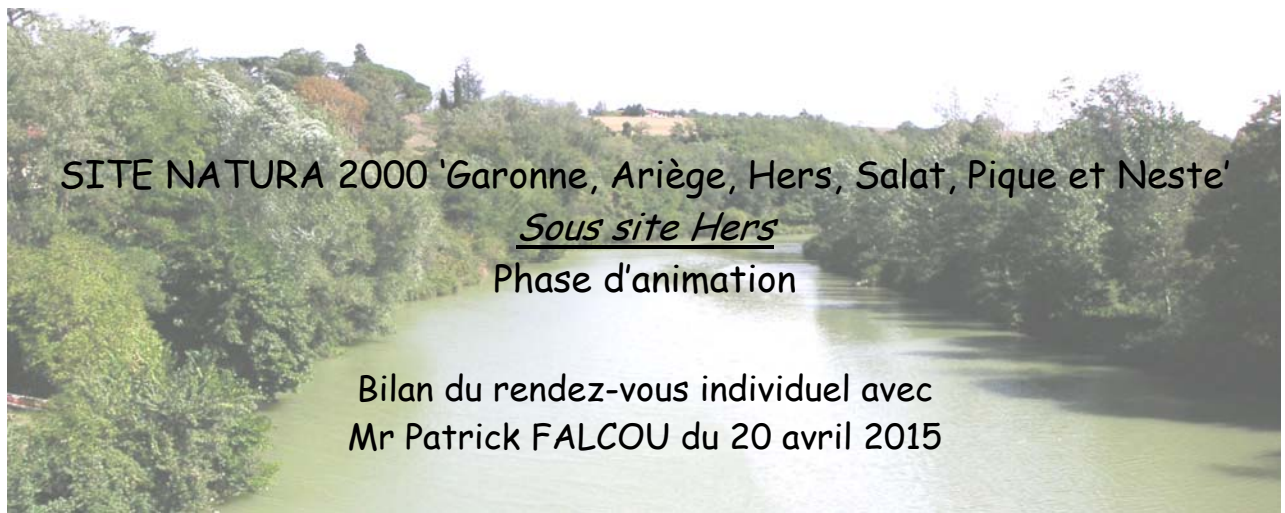 SITE NATURA 2000 ‘Garonne, Ariège, Hers, Salat, Pique et Neste’
Sous site Hers
Phase d’animation
Bilan du rendez-vous individuel avec
Mr Patrick FALCOU du 20 avril 2015